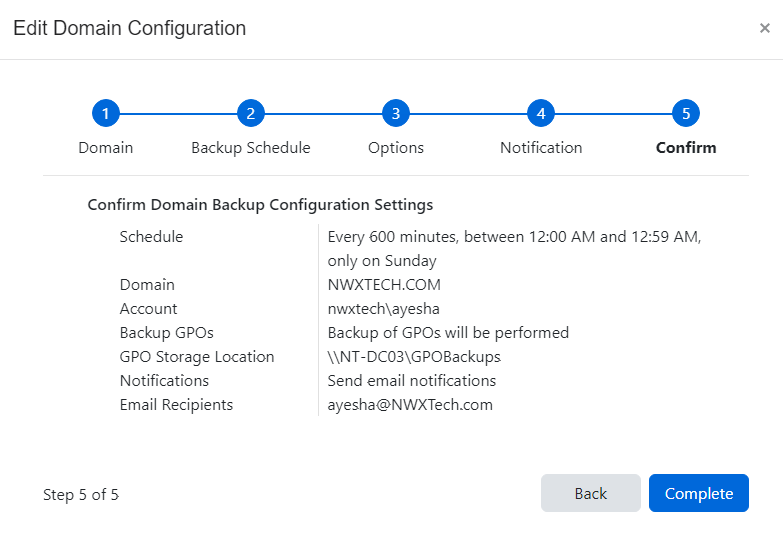 Edit Domain Configuration
×
1 2 3 4 5
Domain Backup Schedule Options Notification Confirm
Confirm Domain Backup Configuration Settings
Schedule Every 600 minutes, between 12:00 AM and 12:59 AM,
only on Sunday
Domain NWXTECH.COM
Account nwxtech\ayesha
Backup GPOs Backup of GPOs will be performed
GPO Storage Location \\NT-DC03\GPOBackups
Notifications Send email notifications
Email Recipients ayesha@NWXTech.com
Step 5 of 5 Back Complete